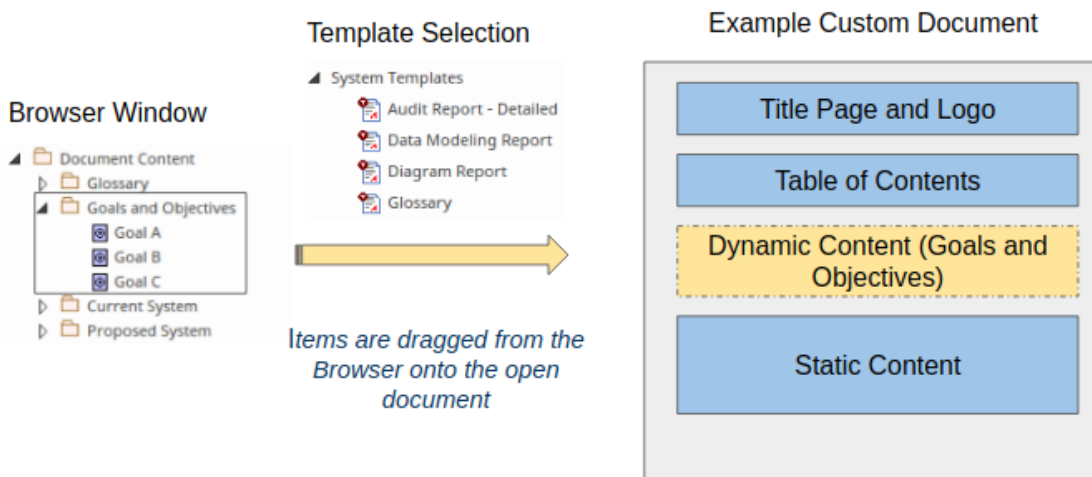 Browser Window
Document Content
Glossary
Goals and Objectives
Goal A
Goal B
Goal C
Current System
Proposed System
Template Selection
System Templates
Audit Report - Detailed
Data Modeling Report
Diagram Report
Glossary
Items are dragged from the
Browser onto the open
document
Example Custom Document
Title Page and Logo
Table of Contents
Dynamic Content (Goals and
Objectives)
Static Content